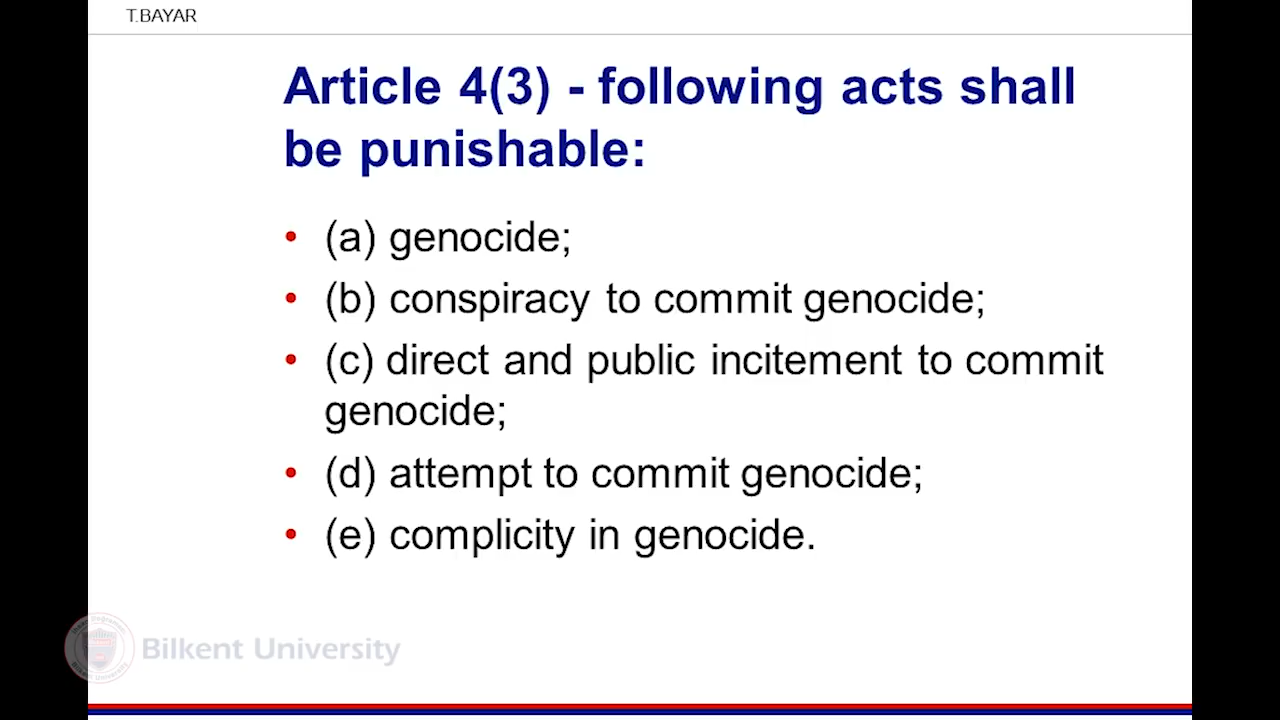 T.BAYAR
Article 4(3) - following acts shall
be punishable:
• (a) genocide;
• (b) conspiracy to commit genocide;
• (c) direct and public incitement to commit
genocide;
• (d) attempt to commit genocide;
• (e) complicity in genocide.
Bilkent University